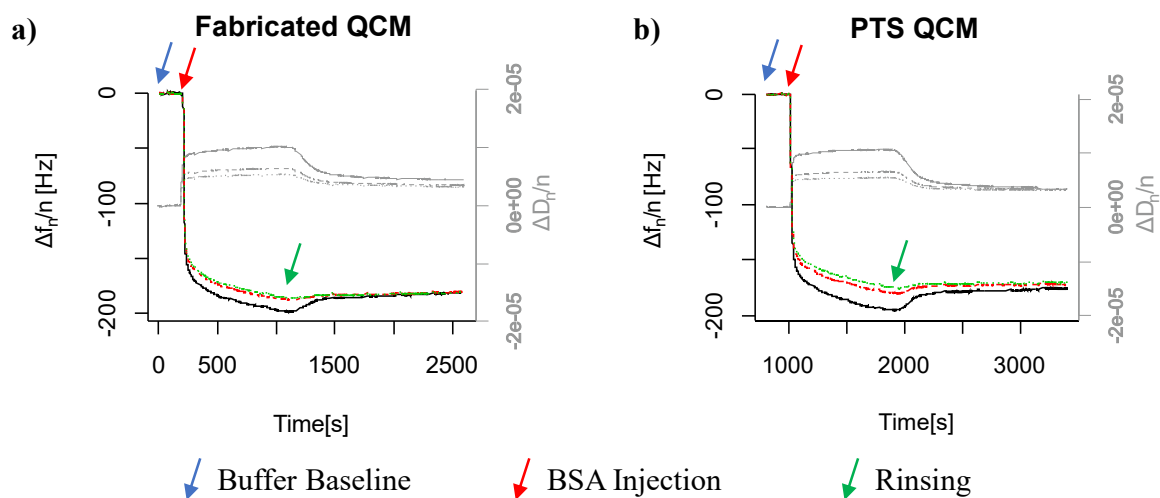 a)
Fabricated QCM
0
-100
-200
Δfn/n [Hz]
2e-05
0e+00
-2e-05
ΔDn/n
0 500 1500 2500
Time[s]
b)
PTS QCM
0
-100
-200
Δfn/n [Hz]
2e-05
0e+00
-2e-05
ΔDn/n
1000 2000 3000
Time[s]
Buffer Baseline
BSA Injection
Rinsing